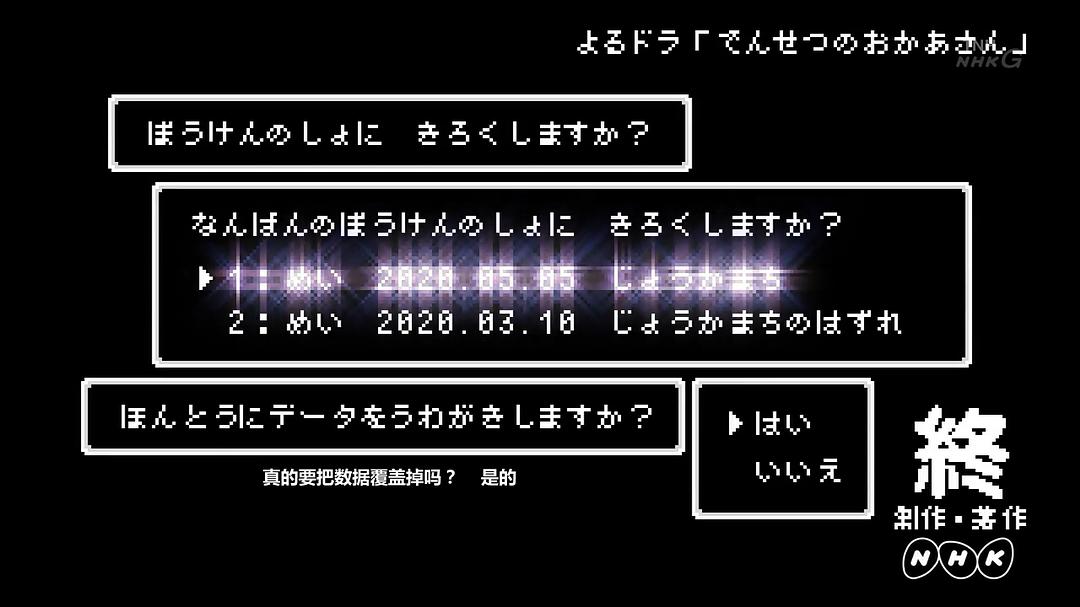 よるドラ「でんせつのおかあさん」
NHK G
ぼうけんのしょに　きろくしますか？
なんばんのぼうけんのしょに　きろくしますか？
▶1：めい　2020.05.05　じょうかまち
2：めい　2020.03.10　じょうかまちのはずれ
ほんとうにデータをうわがきしますか？
▶はい
いいえ
真的要把数据覆盖掉吗？　是的
終
制作・著作
NHK